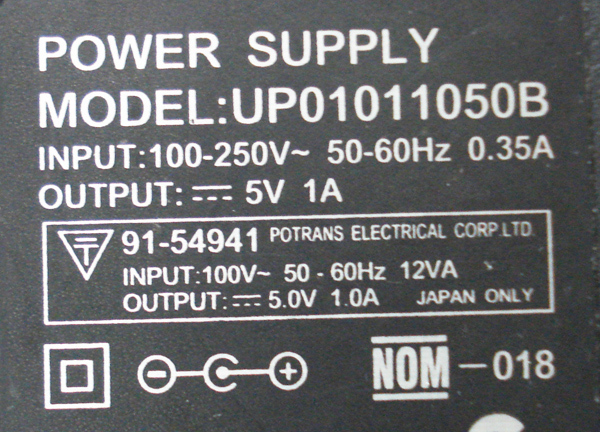 POWER SUPPLY
MODEL:UP01011050B
INPUT:100-250V~ 50-60Hz 0.35A
OUTPUT: ⎓ 5V 1A
91-54941 POTRANS ELECTRICAL CORP.LTD.
INPUT:100V~ 50 - 60Hz 12VA
OUTPUT: ⎓ 5.0V 1.0A JAPAN ONLY
NOM -018